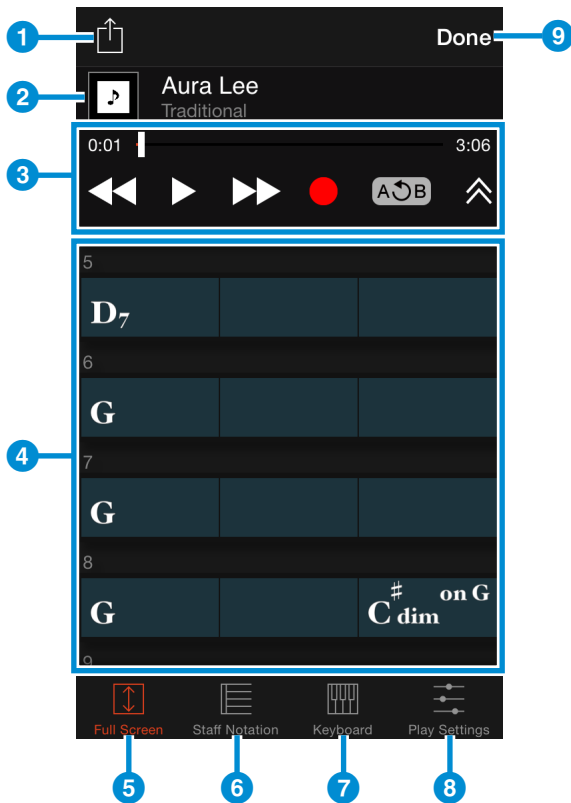 1
Done
9
2
Aura Lee
Traditional
3
0:01
3:06
A B
4
5
D7
6
G
7
G
8
G
C♯dim on G
9
Full Screen
Staff Notation
Keyboard
Play Settings
5
6
7
8